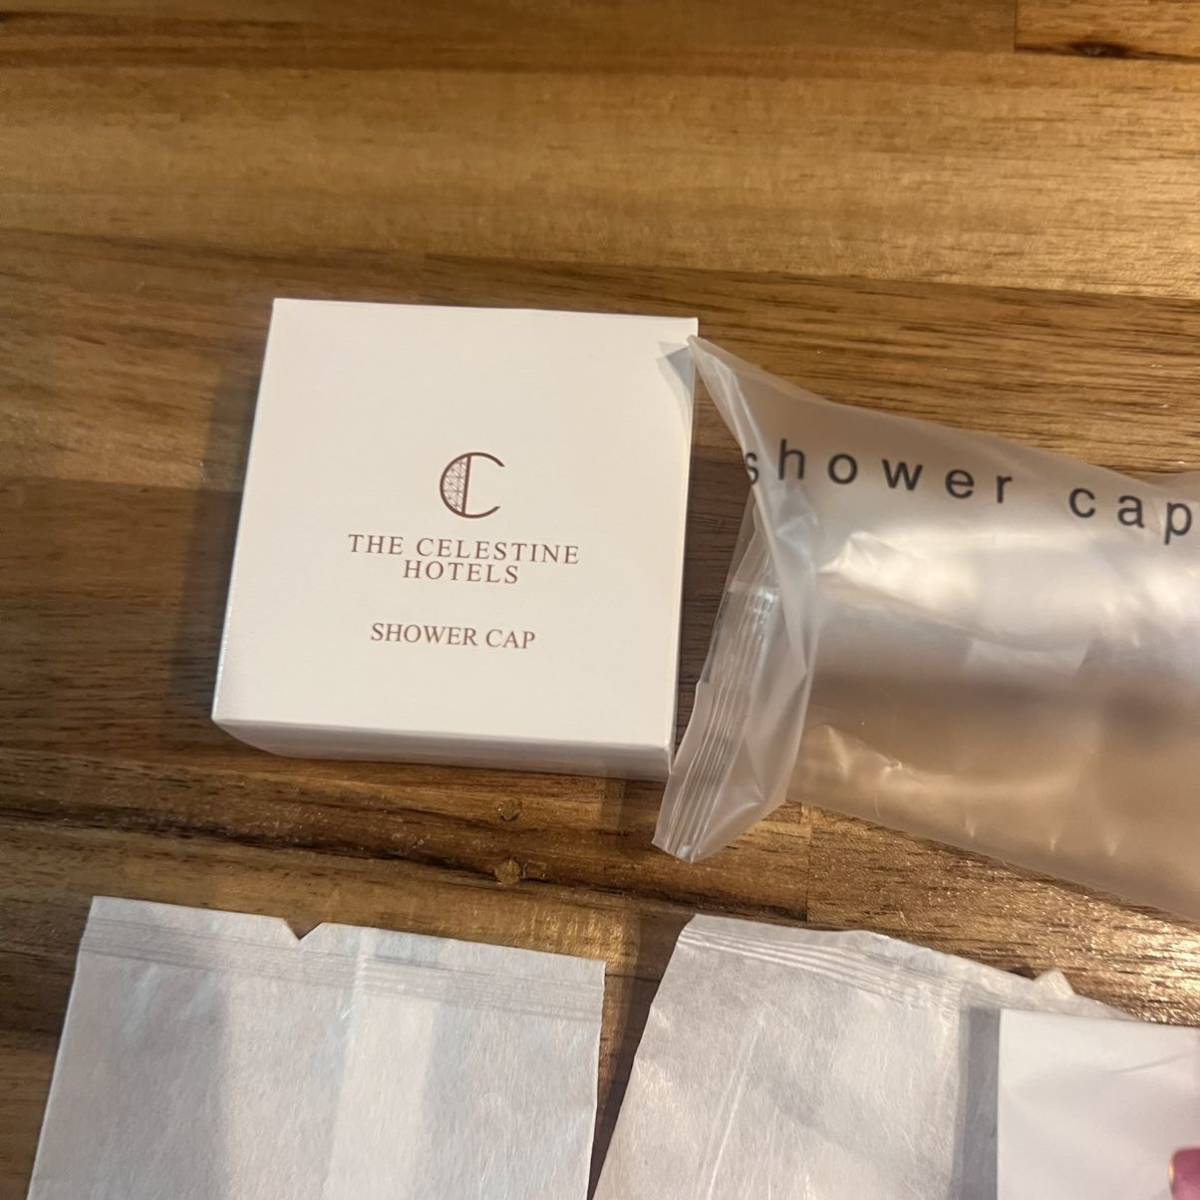 THE CELESTINE
HOTELS
SHOWER CAP
shower cap